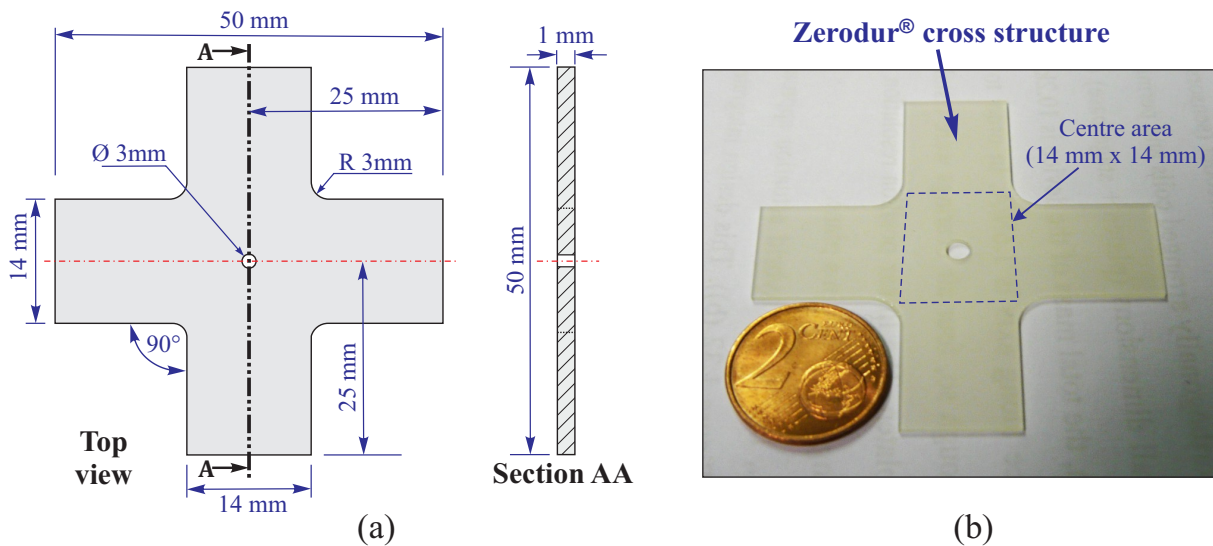 50 mm
A
25 mm
Ø 3mm
R 3mm
14 mm
90°
25 mm
Top
view
A
14 mm
(a)
1 mm
50 mm
Section AA
Zerodur® cross structure
Centre area
(14 mm x 14 mm)
2
CENT
(b)